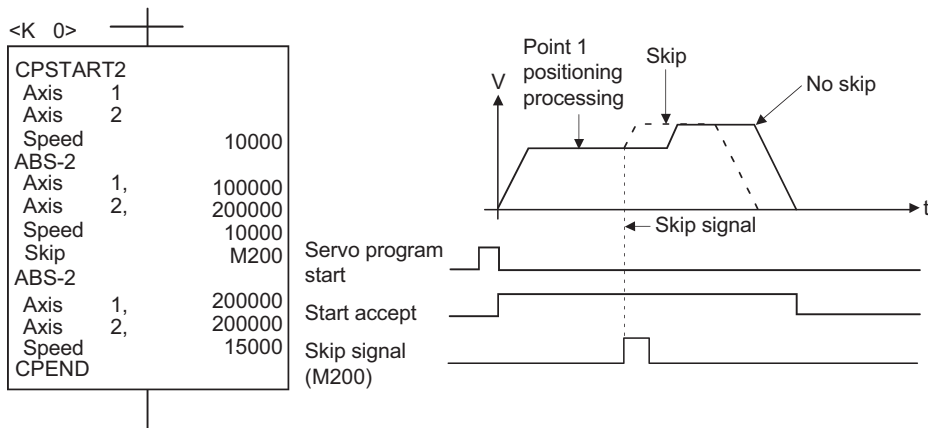 <K 0>
CPSTART2
Axis 1
Axis 2
Speed 10000
ABS-2
Axis 1, 100000
Axis 2, 200000
Speed 10000
Skip M200
ABS-2
Axis 1, 200000
Axis 2, 200000
Speed 15000
CPEND
V
Point 1
positioning
processing
Skip
No skip
t
Skip signal
Servo program
start
Start accept
Skip signal
(M200)